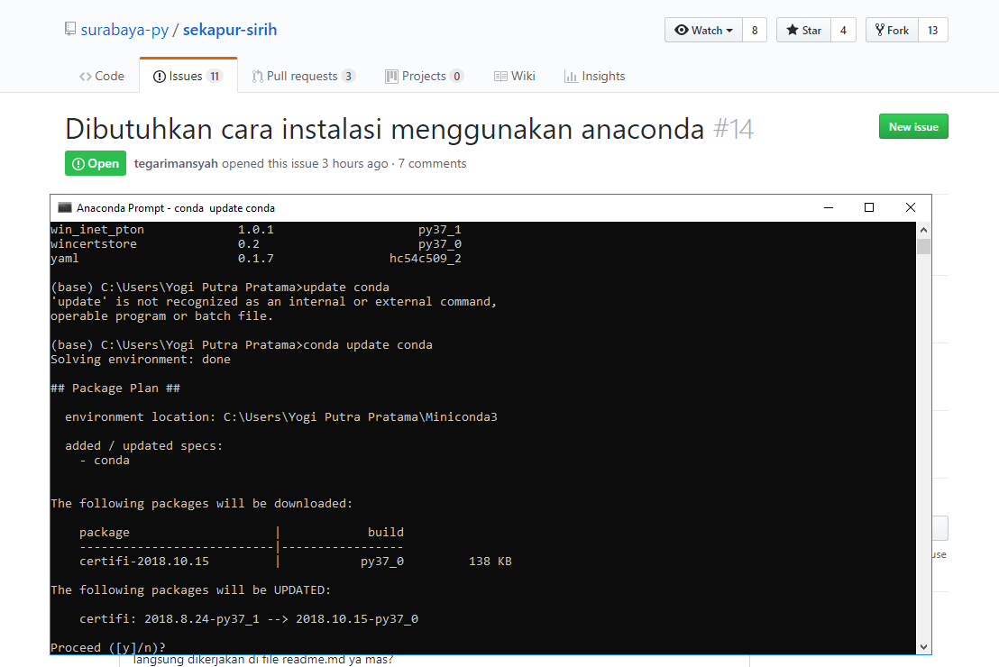 surabaya-py / sekapur-sirih
Watch 8 Star 4 Fork 13
Code Issues 11 Pull requests 3 Projects 0 Wiki Insights
Dibutuhkan cara instalasi menggunakan anaconda #14
New issue
Open tegarimansyah opened this issue 3 hours ago · 7 comments
Anaconda Prompt - conda  update conda
win_inet_pton             1.0.1                    py37_1
wincertstore              0.2                      py37_0
yaml                      0.1.7                hc54c509_2
(base) C:\Users\Yogi Putra Pratama>update conda
'update' is not recognized as an internal or external command,
operable program or batch file.
(base) C:\Users\Yogi Putra Pratama>conda update conda
Solving environment: done
## Package Plan ##
environment location: C:\Users\Yogi Putra Pratama\Miniconda3
added / updated specs:
- conda
The following packages will be downloaded:
package                    |            build
---------------------------|-----------------
certifi-2018.10.15         |           py37_0         138 KB
use
The following packages will be UPDATED:
certifi: 2018.8.24-py37_1 --> 2018.10.15-py37_0
Proceed ([y]/n)?
langsung dikerjakan di file readme.md ya mas?